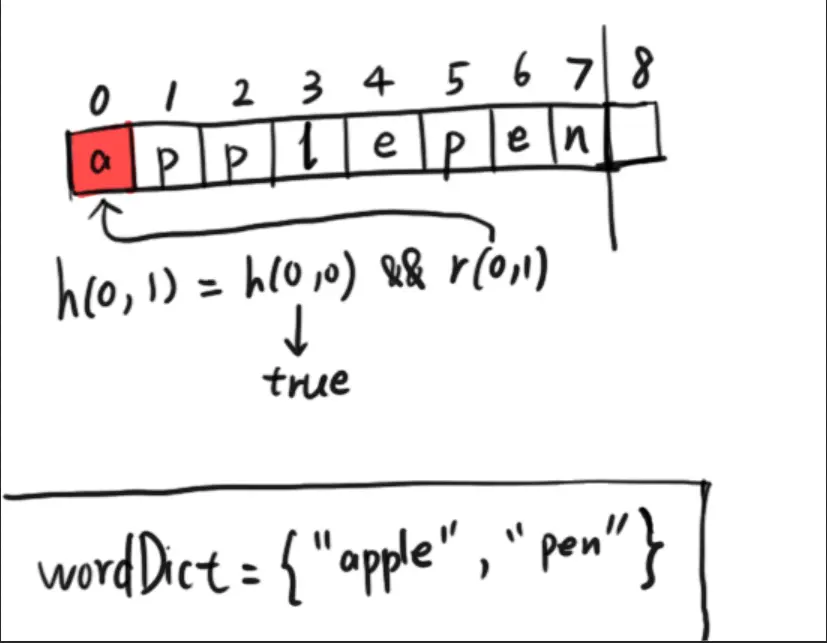 0 1 2 3 4 5 6 7 8
a p p l e p e n
h(0,1) = h(0,0) && r(0,1)
true
wordDict = {"apple", "pen"}